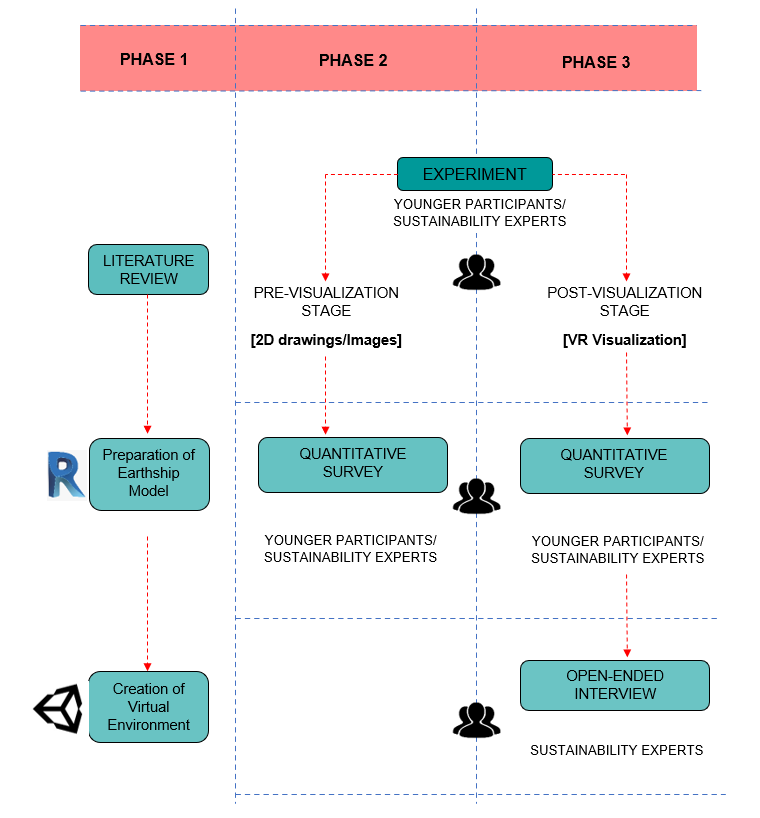 PHASE 1
PHASE 2
PHASE 3
EXPERIMENT
YOUNGER PARTICIPANTS/
SUSTAINABILITY EXPERTS
LITERATURE
REVIEW
PRE-VISUALIZATION
STAGE
[2D drawings/Images]
POST-VISUALIZATION
STAGE
[VR Visualization]
R
Preparation of
Earthship
Model
QUANTITATIVE
SURVEY
QUANTITATIVE
SURVEY
YOUNGER PARTICIPANTS/
SUSTAINABILITY EXPERTS
YOUNGER PARTICIPANTS/
SUSTAINABILITY EXPERTS
Creation of
Virtual
Environment
OPEN-ENDED
INTERVIEW
SUSTAINABILITY EXPERTS